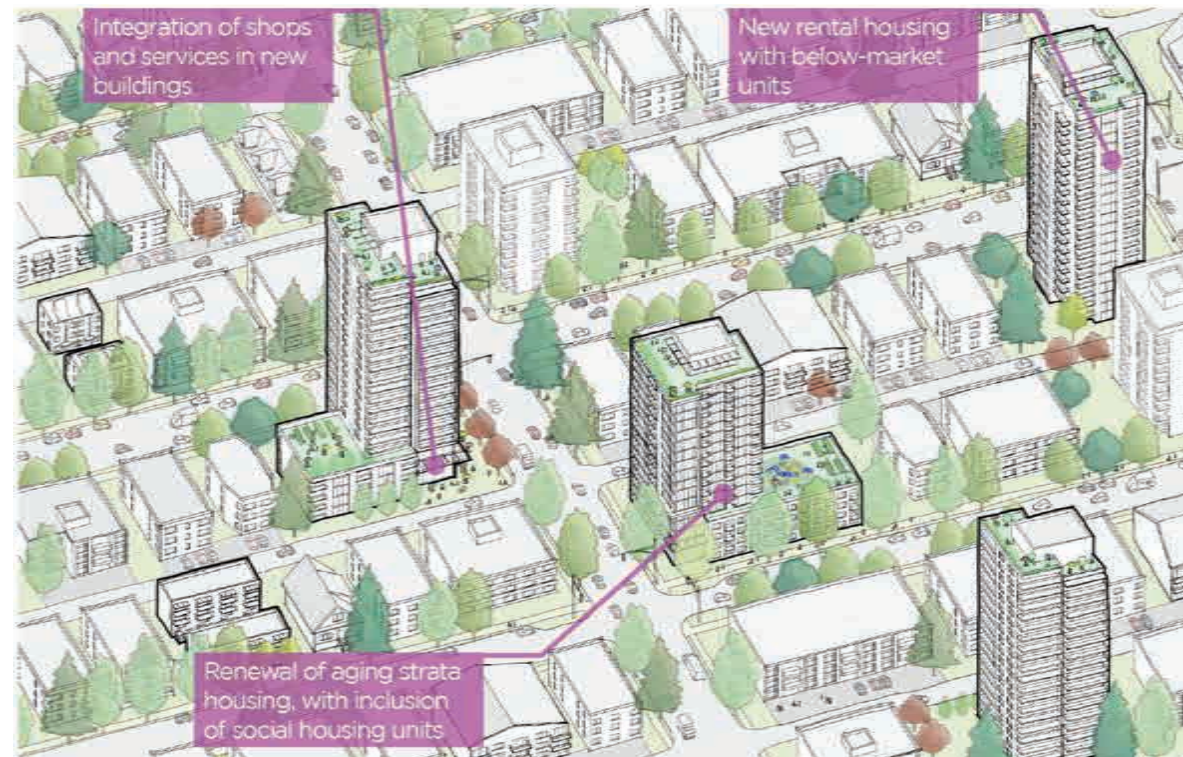 Integration of shops
and services in new
buildings
New rental housing
with below-market
units
Renewal of aging strata
housing, with inclusion
of social housing units